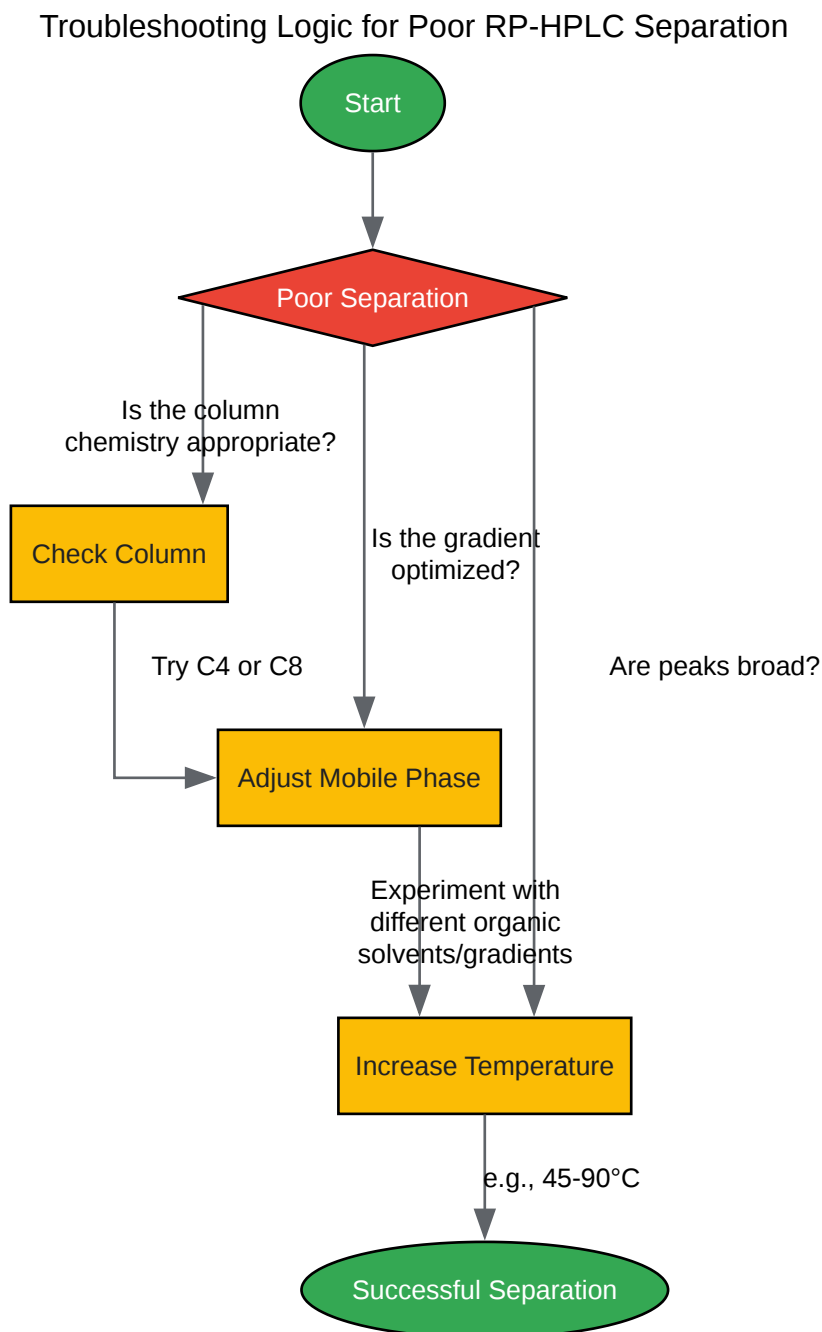 Troubleshooting Logic for Poor RP-HPLC Separation
Start
Poor Separation
Is the column
chemistry appropriate?
Check Column
Is the gradient
optimized?
Try C4 or C8
Are peaks broad?
Adjust Mobile Phase
Experiment with
different organic
solvents/gradients
Increase Temperature
e.g., 45-90°C
Successful Separation